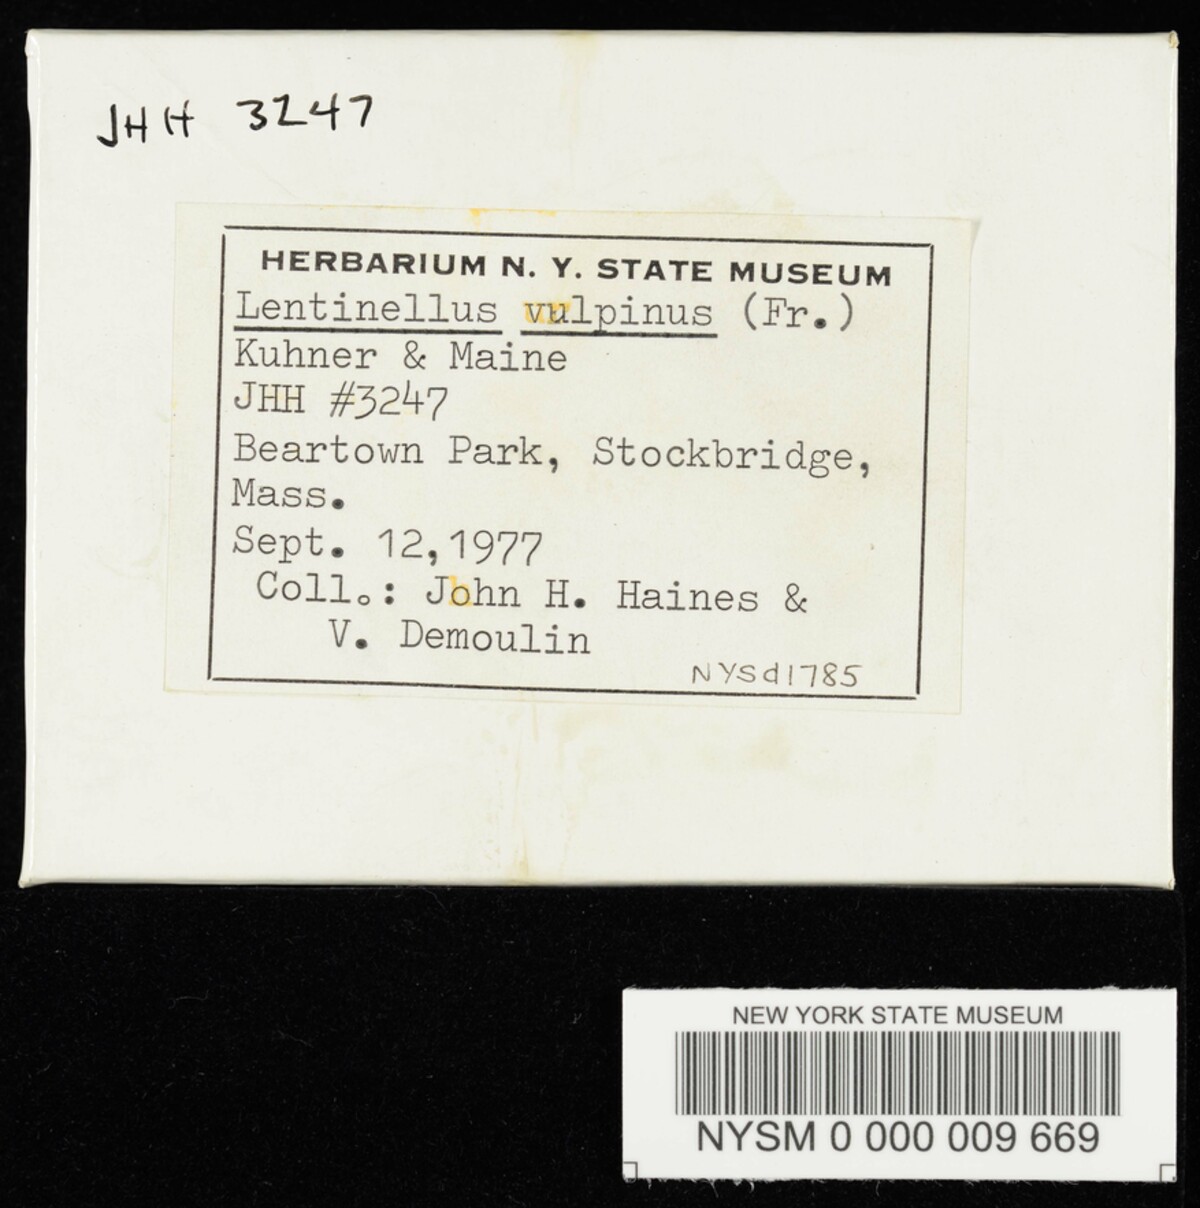 JHH 3247
HERBARIUM N. Y. STATE MUSEUM
Lentinellus vulpinus (Fr.)
Kuhner & Maine
JHH #3247
Beartown Park, Stockbridge,
Mass.
Sept. 12,1977
Coll.: John H. Haines &
V. Demoulin
NYSd1785
NEW YORK STATE MUSEUM
NYSM 0 000 009 669